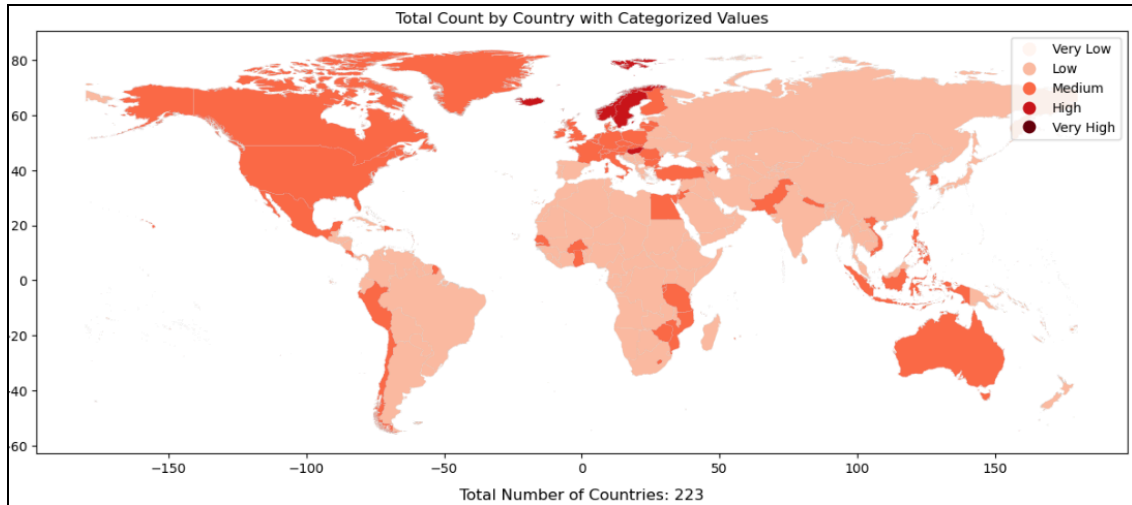 Total Count by Country with Categorized Values
Very Low
Low
Medium
High
Very High
80
60
40
20
0
−20
−40
−60
−150
−100
−50
0
50
100
150
Total Number of Countries: 223